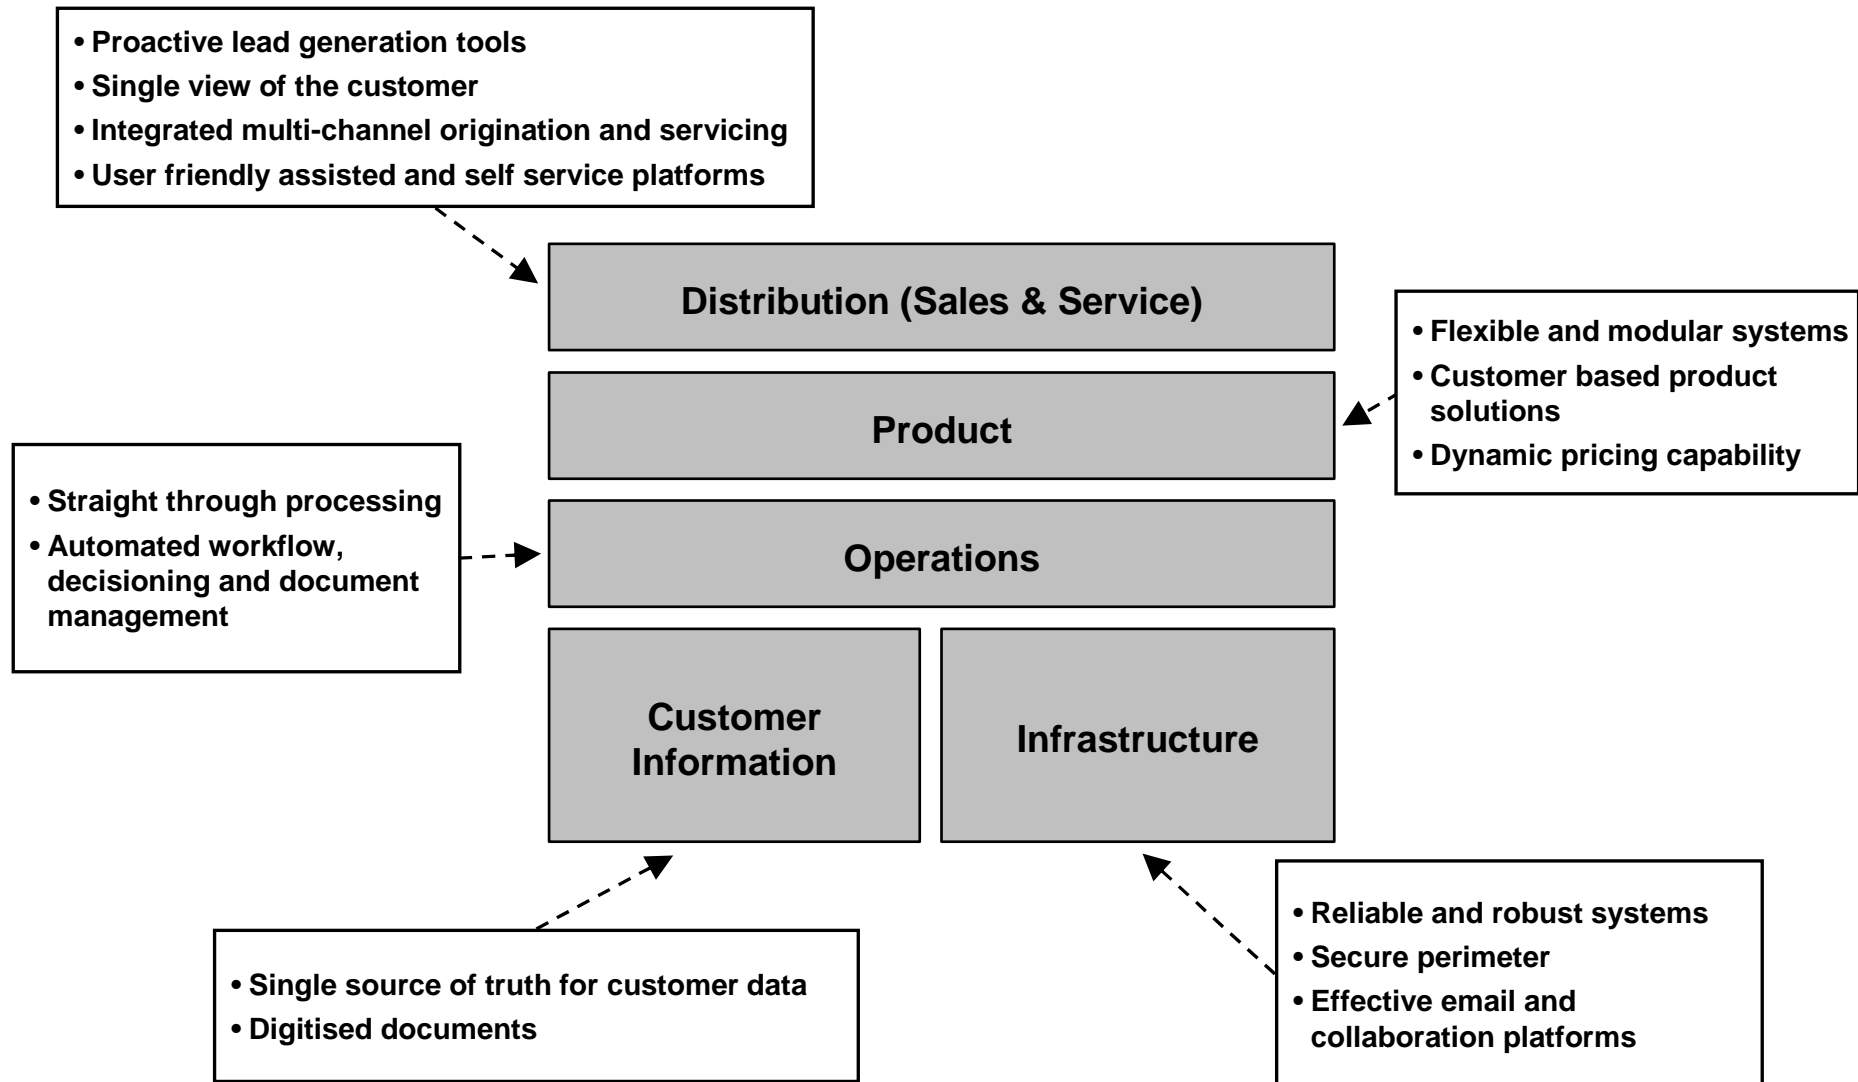 • Proactive lead generation tools
• Single view of the customer
• Integrated multi-channel origination and servicing
• User friendly assisted and self service platforms
Distribution (Sales & Service)
• Flexible and modular systems
• Customer based product
solutions
• Dynamic pricing capability
Product
• Straight through processing
• Automated workflow,
decisioning and document
management
Operations
Customer
Information
Infrastructure
• Single source of truth for customer data
• Digitised documents
• Reliable and robust systems
• Secure perimeter
• Effective email and
collaboration platforms